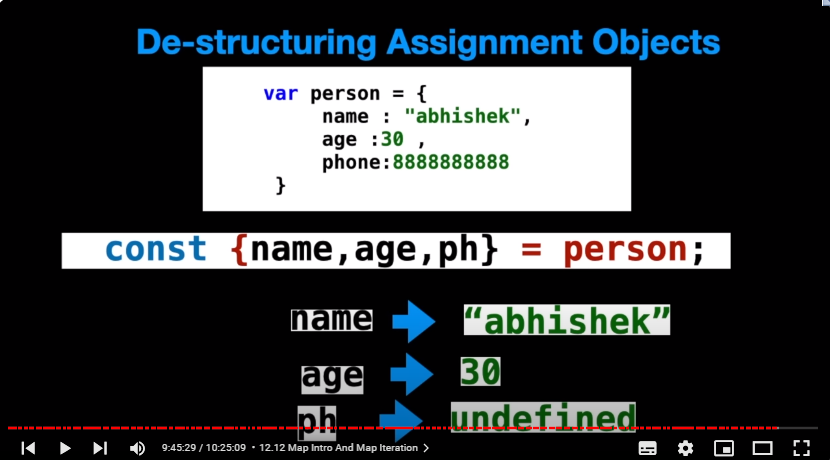 De-structuring Assignment Objects
var person = {
name : "abhishek",
age :30 ,
phone:8888888888
}
const {name,age,ph} = person;
name “abhishek”
age 30
ph undefined
9:45:29 / 10:25:09 • 12.12 Map Intro And Map Iteration >